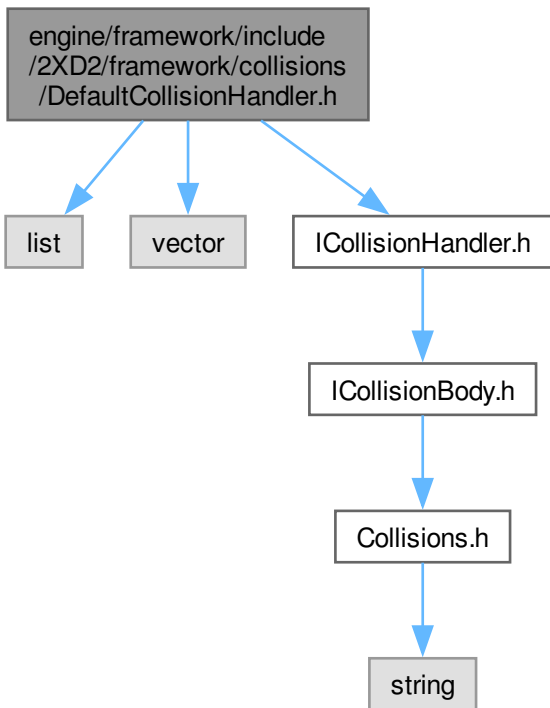 engine/framework/include
/2XD2/framework/collisions
/DefaultCollisionHandler.h
list
vector
ICollisionHandler.h
ICollisionBody.h
Collisions.h
string